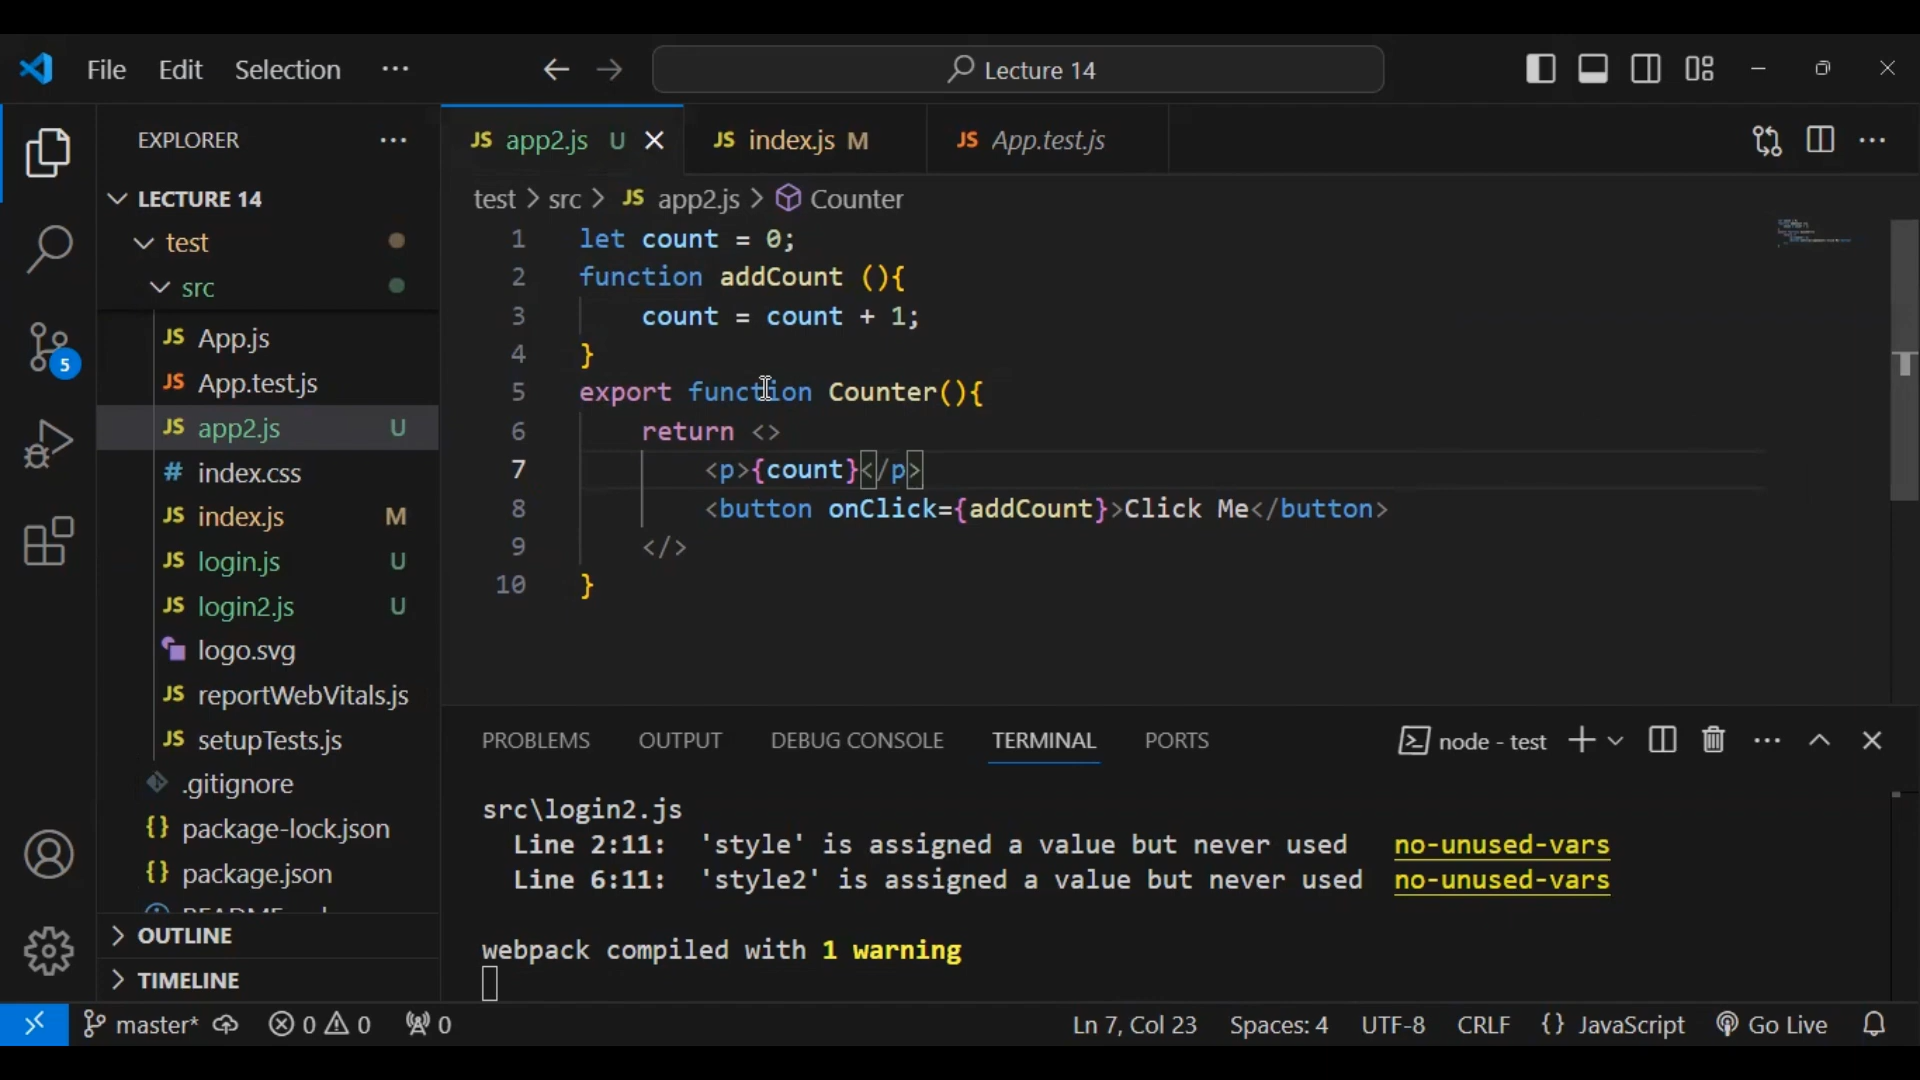 File Edit Selection ··· Lecture 14
EXPLORER ···
LECTURE 14
test
src
JS App.js
JS App.test.js
JS app2.js U
# index.css
JS index.js M
JS login.js U
JS login2.js U
logo.svg
JS reportWebVitals.js
JS setupTests.js
.gitignore
{} package-lock.json
{} package.json
OUTLINE
TIMELINE
5
JS app2.js U JS index.js M JS App.test.js
test > src > JS app2.js > Counter
1 let count = 0;
2 function addCount (){
3 count = count + 1;
4 }
5 export function Counter(){
6 return <>
7 <p>{count}</p>
8 <button onClick={addCount}>Click Me</button>
9 </>
10 }
PROBLEMS OUTPUT DEBUG CONSOLE TERMINAL PORTS node - test
src\login2.js
Line 2:11: 'style' is assigned a value but never used no-unused-vars
Line 6:11: 'style2' is assigned a value but never used no-unused-vars
webpack compiled with 1 warning
master* 0 0 0 Ln 7, Col 23 Spaces: 4 UTF-8 CRLF {} JavaScript Go Live